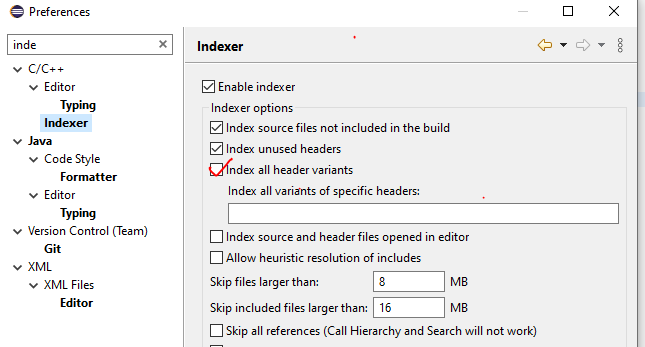 Preferences
inde
C/C++
Editor
Typing
Indexer
Java
Code Style
Formatter
Editor
Typing
Version Control (Team)
Git
XML
XML Files
Editor
Indexer
Enable indexer
Indexer options
Index source files not included in the build
Index unused headers
Index all header variants
Index all variants of specific headers:
Index source and header files opened in editor
Allow heuristic resolution of includes
Skip files larger than: 8 MB
Skip included files larger than: 16 MB
Skip all references (Call Hierarchy and Search will not work)